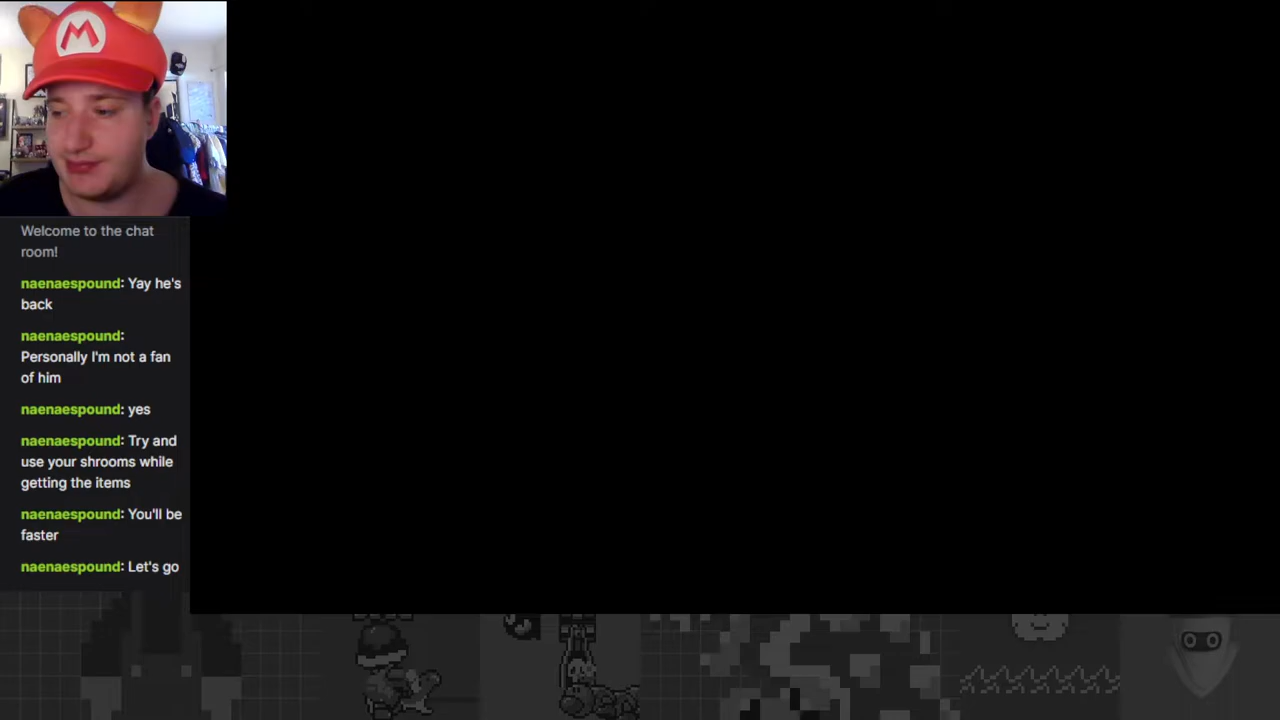 M
Welcome to the chat
room!
naenaespound: Yay he's
back
naenaespound:
Personally I'm not a fan
of him
naenaespound: yes
naenaespound: Try and
use your shrooms while
getting the items
naenaespound: You'll be
faster
naenaespound: Let's go